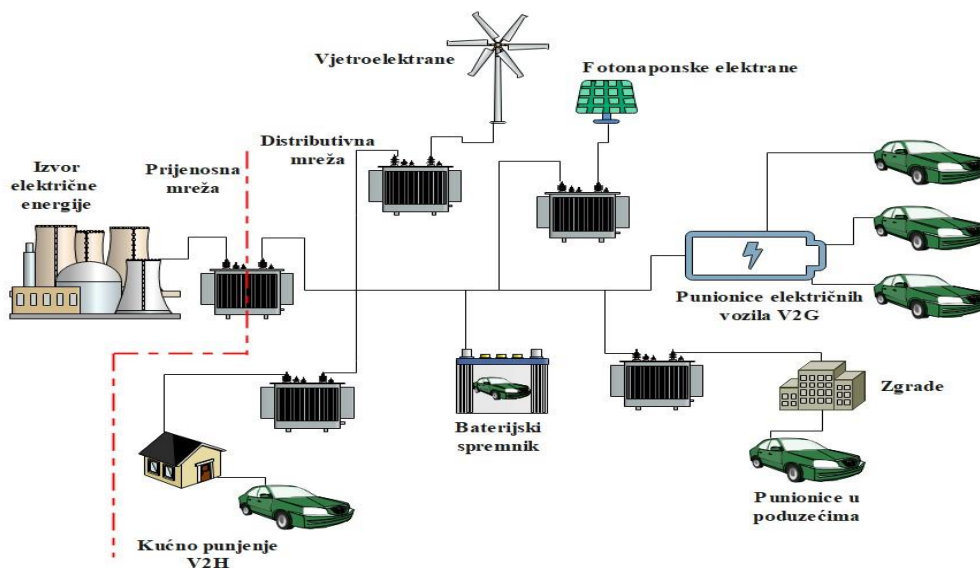 Vjetroelektrane
Fotonaponske elektrane
Distributivna
mreža
Izvor
električne
energije
Prijenosna
mreža
Punionice električnih
vozila V2G
Zgrade
Baterijski
spremnik
Punionice u
poduzećima
Kućno punjenje
V2H